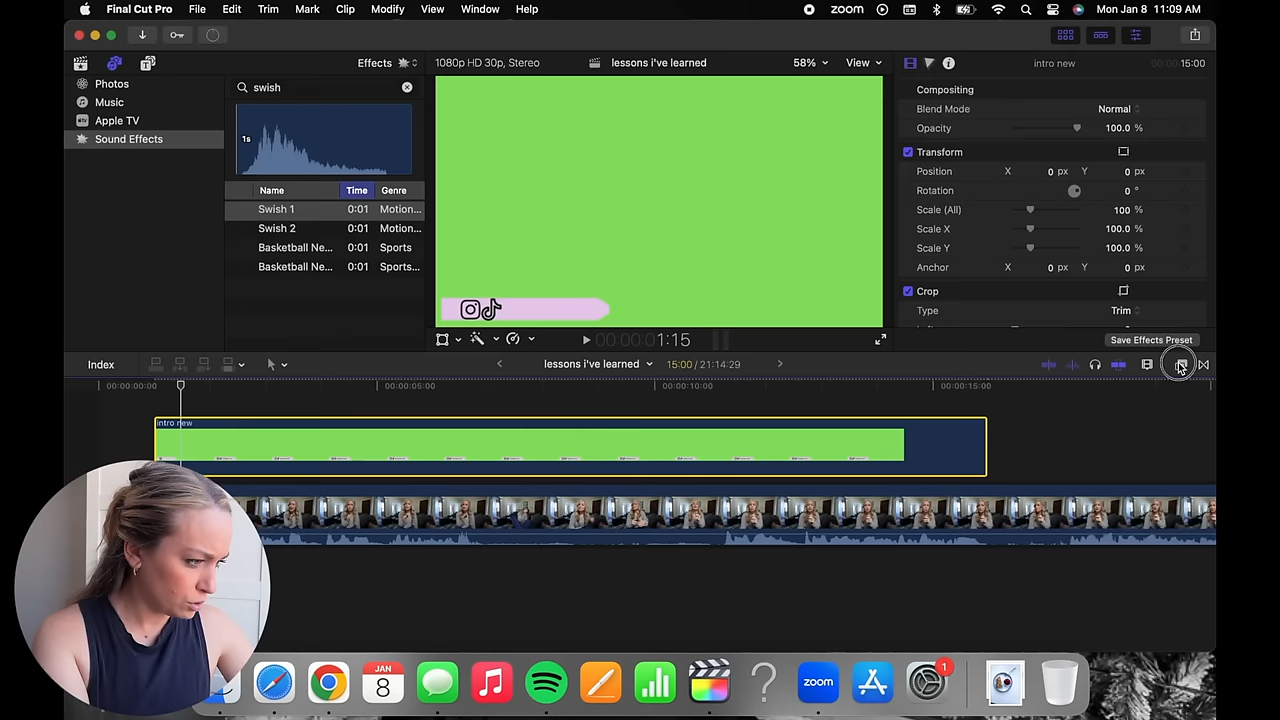 Final Cut Pro File Edit Trim Mark Clip Modify View Window Help zoom Mon Jan 8 11:09 AM
Effects 1080p HD 30p, Stereo lessons i've learned 58% View intro new 00:00 15:00
Photos
Music
Apple TV
Sound Effects
swish
1s
Name Time Genre
Swish 1 0:01 Motion...
Swish 2 0:01 Motion...
Basketball Ne... 0:01 Sports
Basketball Ne... 0:01 Sports...
00:00:00:01:15
Compositing
Blend Mode Normal
Opacity 100.0 %
Transform
Position X 0 px Y 0 px
Rotation 0 °
Scale (All) 100 %
Scale X 100.0 %
Scale Y 100.0 %
Anchor X 0 px Y 0 px
Crop
Type Trim
Save Effects Preset
Index lessons i've learned 15:00 / 21:14:29
00:00:00:00 00:00:05:00 00:00:10:00 00:00:15:00
intro new
JAN
8
zoom
1